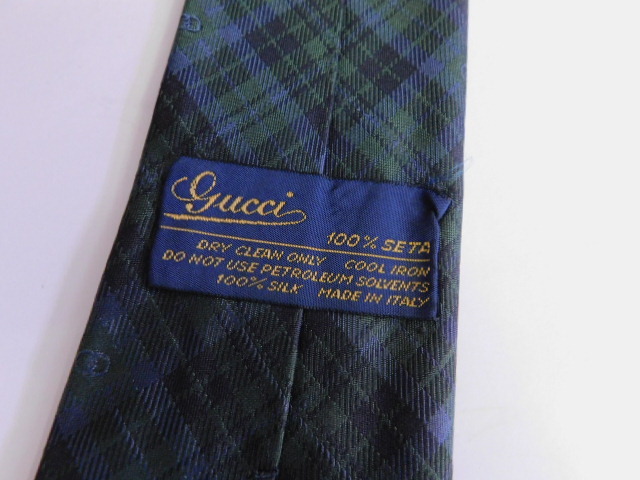 Gucci
100% SETA
DRY CLEAN ONLY COOL IRON
DO NOT USE PETROLEUM SOLVENTS
100% SILK MADE IN ITALY